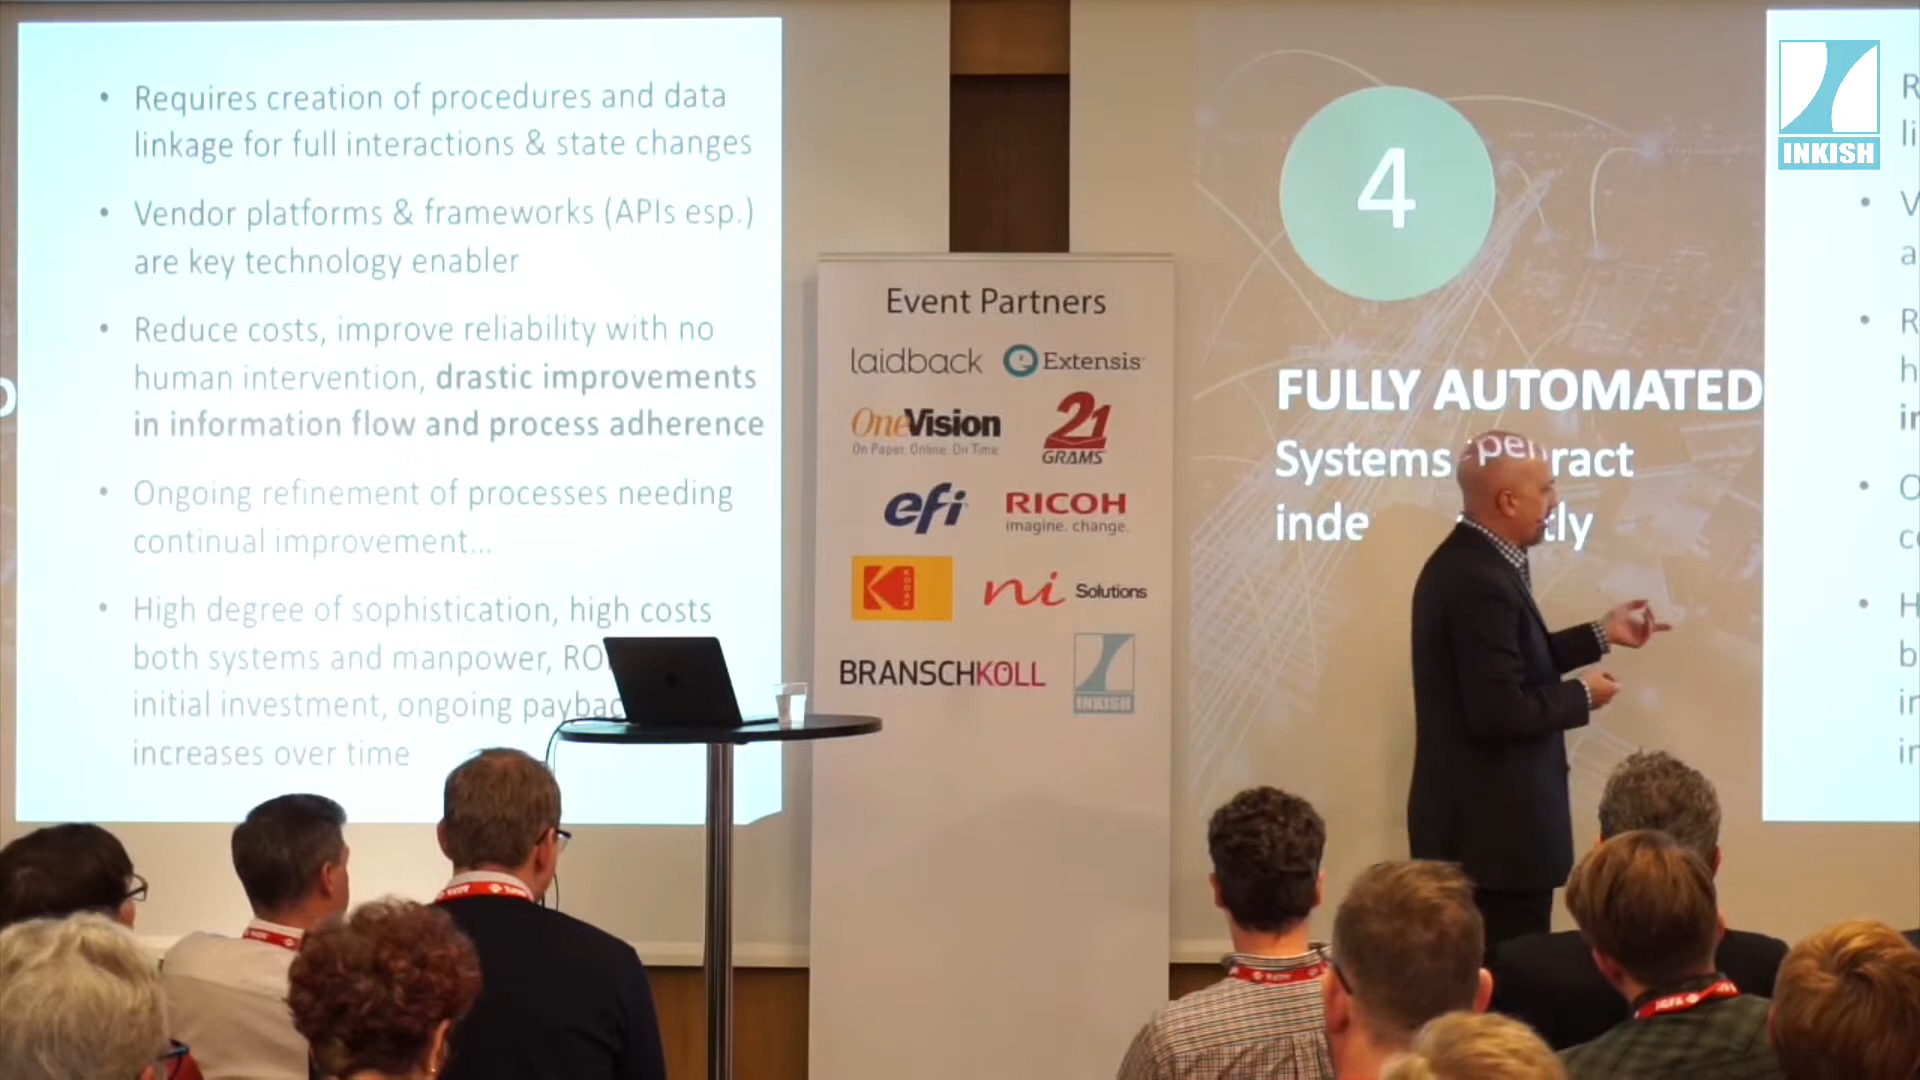 • Requires creation of procedures and data
linkage for full interactions & state changes
• Vendor platforms & frameworks (APIs esp.)
are key technology enabler
• Reduce costs, improve reliability with no
human intervention, drastic improvements
in information flow and process adherence
• Ongoing refinement of processes needing
continual improvement...
• High degree of sophistication, high costs
both systems and manpower,
initial investment, ongoing
increases over time
Event Partners
laidback
Extensis
OneVision
On Paper. Online. On Time.
21
GRAMS
efi
RICOH
imagine. change.
KODAK
ni Solutions
BRANSCHKOLL
INKISH
4
FULLY AUTOMATED
Systems
INKISH